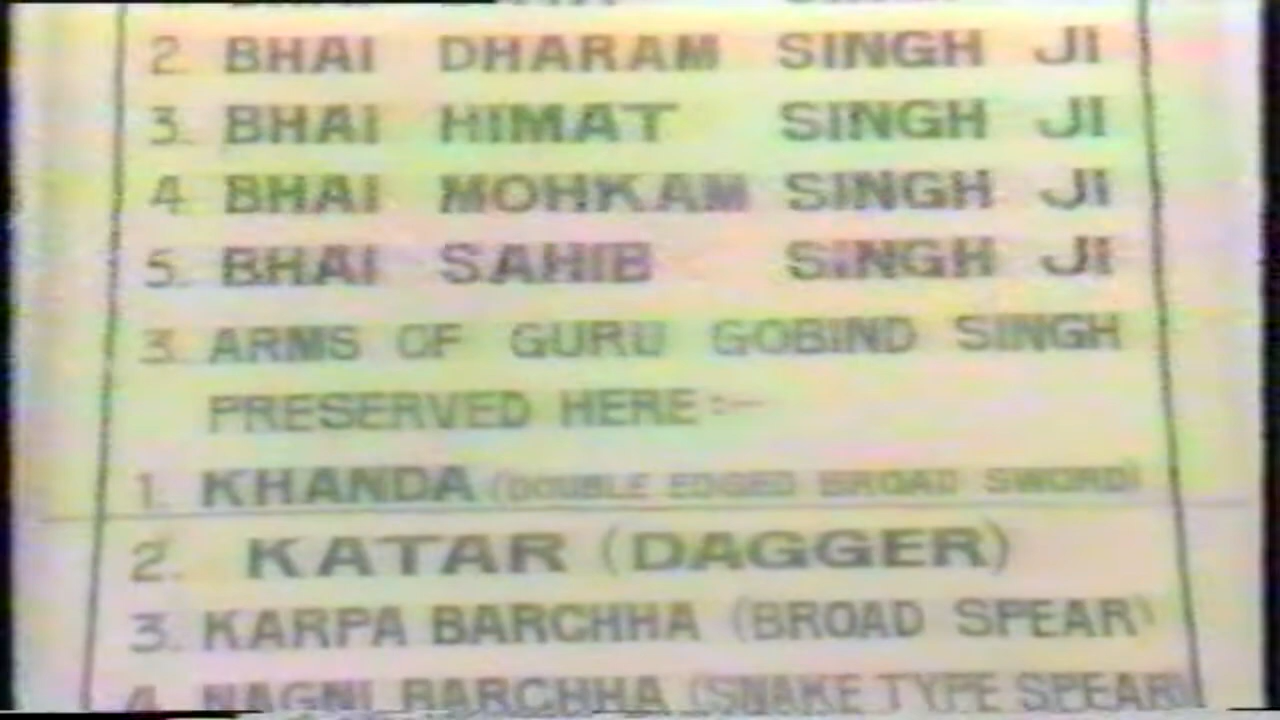 2. BHAI DHARAM SINGH JI
3. BHAI HIMAT SINGH JI
4. BHAI MOHKAM SINGH JI
5. BHAI SAHIB SINGH JI
3. ARMS OF GURU GOBIND SINGH
PRESERVED HERE:-
1. KHANDA (DOUBLE EDGED BROAD SWORD)
2. KATAR (DAGGER)
3. KARPA BARCHHA (BROAD SPEAR)
4. NAGNI BARCHHA (SNAKE TYPE SPEAR)